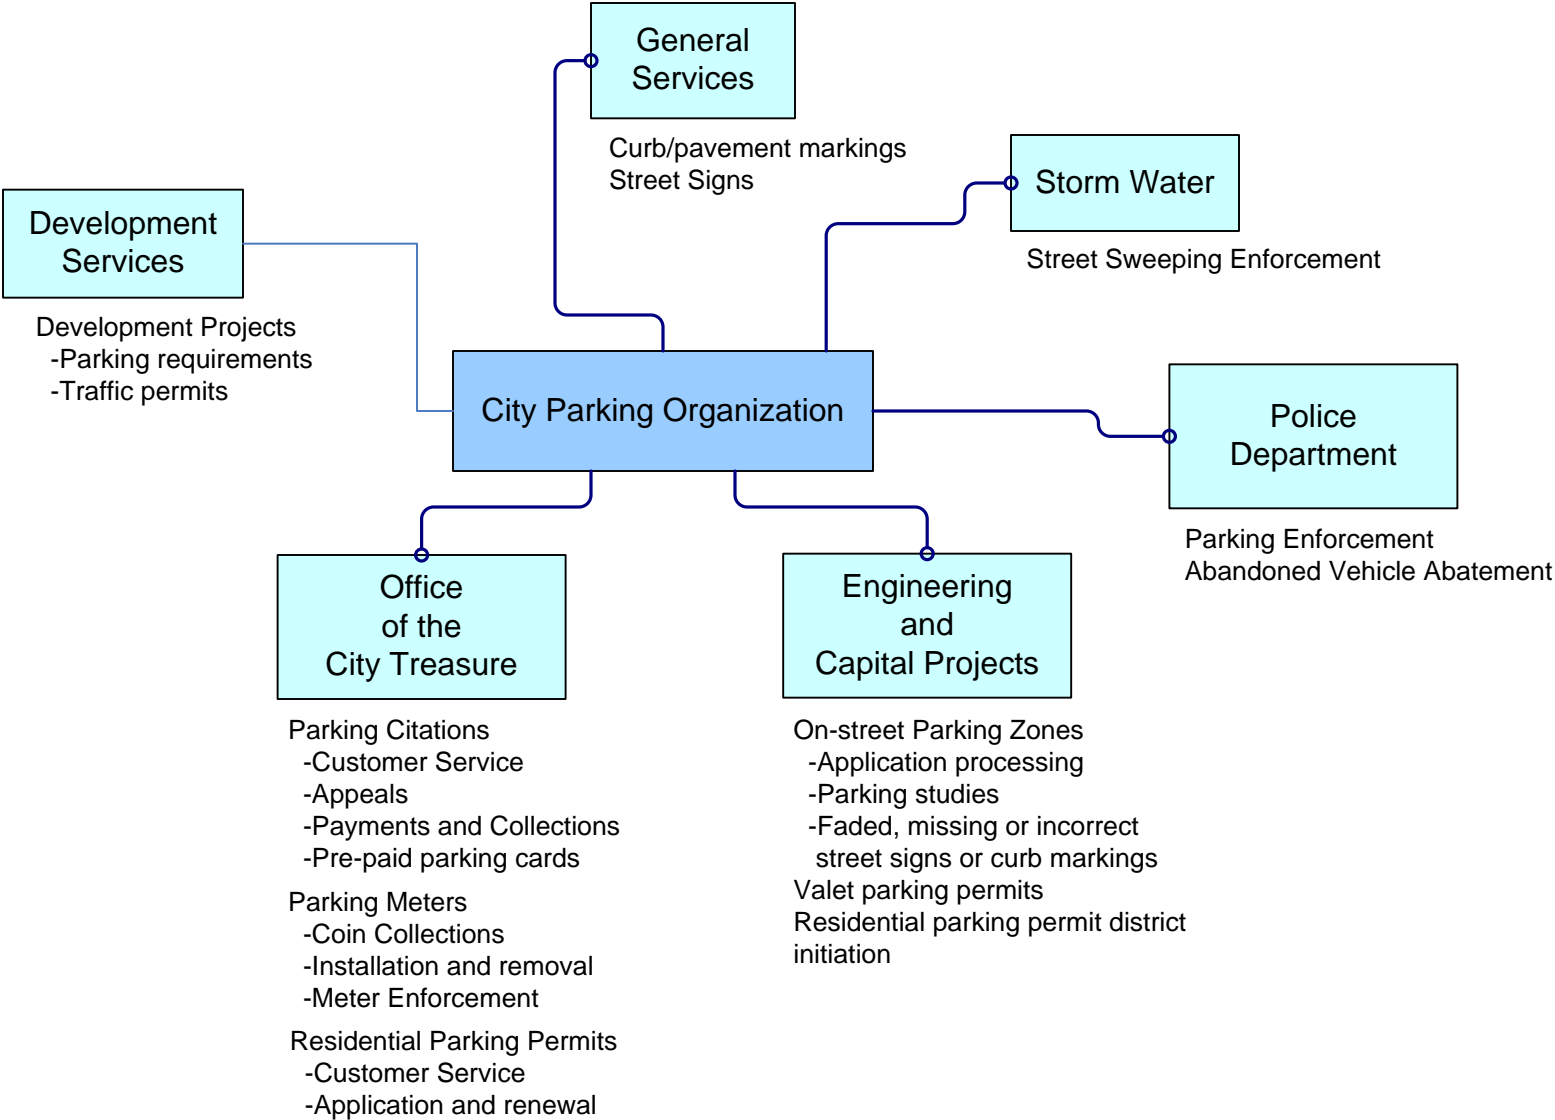 General
Services
Curb/pavement markings
Street Signs
Storm Water
Street Sweeping Enforcement
Development
Services
Development Projects
-Parking requirements
-Traffic permits
City Parking Organization
Police
Department
Parking Enforcement
Abandoned Vehicle Abatement
Office
of the
City Treasure
Parking Citations
-Customer Service
-Appeals
-Payments and Collections
-Pre-paid parking cards
Parking Meters
-Coin Collections
-Installation and removal
-Meter Enforcement
Residential Parking Permits
-Customer Service
-Application and renewal
Engineering
and
Capital Projects
On-street Parking Zones
-Application processing
-Parking studies
-Faded, missing or incorrect
street signs or curb markings
Valet parking permits
Residential parking permit district
initiation